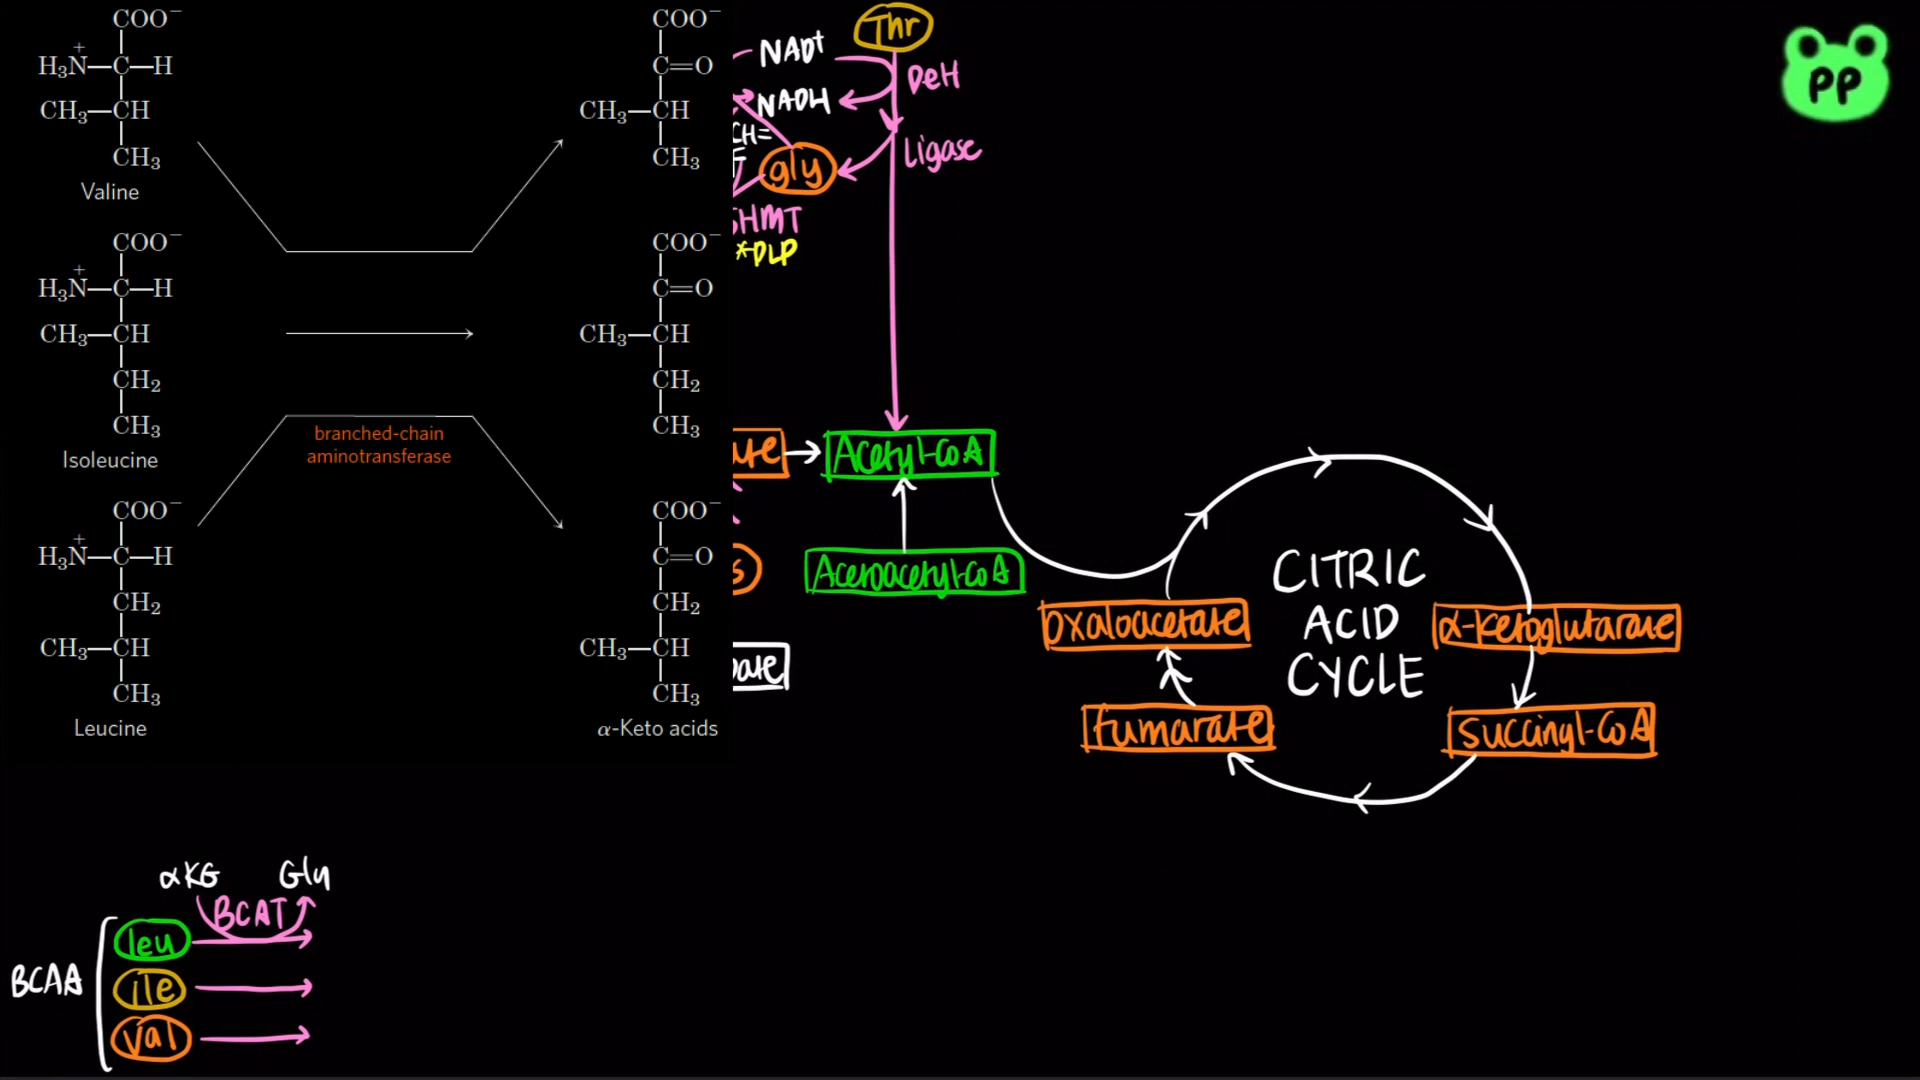 COO⁻
H₃N⁺—C—H
CH₃—CH
CH₃
Valine
COO⁻
H₃N⁺—C—H
CH₃—CH
CH₂
CH₃
Isoleucine
COO⁻
H₃N⁺—C—H
CH₂
CH₃—CH
CH₃
Leucine
branched-chain
aminotransferase
COO⁻
C=O
CH₃—CH
CH₃
COO⁻
C=O
CH₃—CH
CH₂
CH₃
COO⁻
C=O
CH₂
CH₃—CH
CH₃
α-Keto acids
Thr
NAD⁺
DeH
NADH
CH=
Ligase
gly
SHMT
*PLP
Acetyl-CoA
Acetoacetyl-CoA
CITRIC
ACID
CYCLE
oxaloacetate
α-ketoglutarate
fumarate
succinyl-CoA
PP
αKG Glu
BCAT
BCAA
leu
ile
val